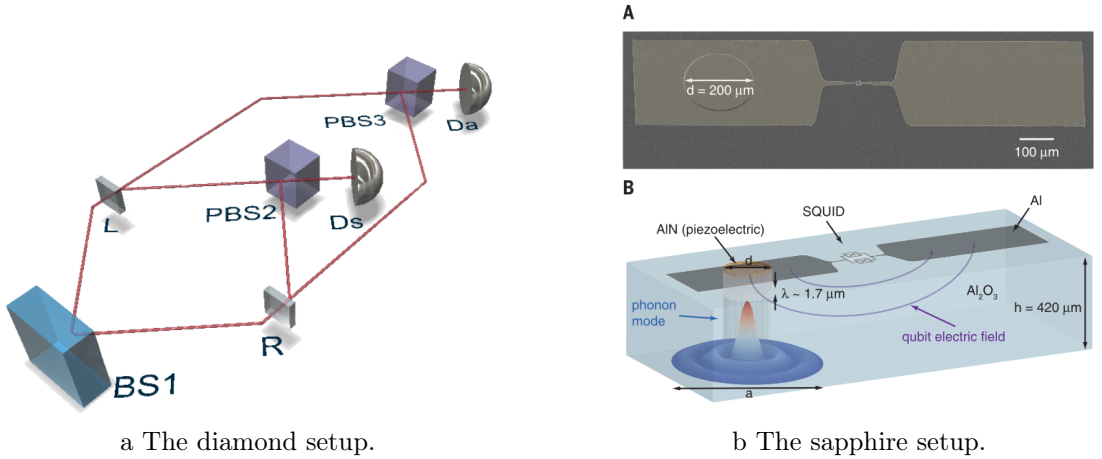 PBS3
Da
L
PBS2
Ds
R
BS1
a The diamond setup.
A
d = 200 μm
100 μm
B
SQUID
Al
AlN (piezoelectric)
d
λ ~ 1.7 μm
Al₂O₃
h = 420 μm
phonon
mode
qubit electric field
a
b The sapphire setup.